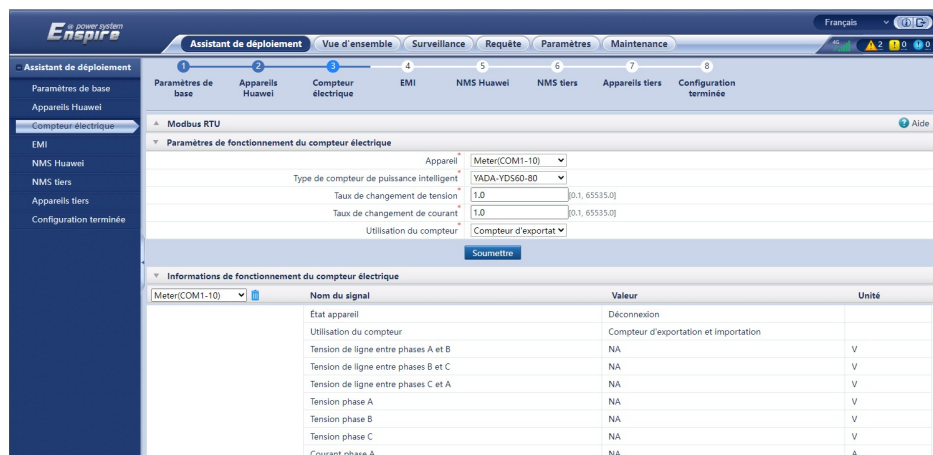 @ power system
Enspire
Français
Assistant de déploiement Vue d'ensemble Surveillance Requête Paramètres Maintenance
4G 2 0 0
Assistant de déploiement
Paramètres de base
Appareils Huawei
Compteur électrique
EMI
NMS Huawei
NMS tiers
Appareils tiers
Configuration terminée
1 2 3 4 5 6 7 8
Paramètres de base Appareils Huawei Compteur électrique EMI NMS Huawei NMS tiers Appareils tiers Configuration terminée
Modbus RTU Aide
Paramètres de fonctionnement du compteur électrique
Appareil * Meter(COM1-10)
Type de compteur de puissance intelligent * YADA-YDS60-80
Taux de changement de tension * 1.0 [0.1, 65535.0]
Taux de changement de courant * 1.0 [0.1, 65535.0]
Utilisation du compteur * Compteur d'exportat
Soumettre
Informations de fonctionnement du compteur électrique
Meter(COM1-10) Nom du signal Valeur Unité
État appareil Déconnexion
Utilisation du compteur Compteur d'exportation et importation
Tension de ligne entre phases A et B NA V
Tension de ligne entre phases B et C NA V
Tension de ligne entre phases C et A NA V
Tension phase A NA V
Tension phase B NA V
Tension phase C NA V
Courant phase A NA A